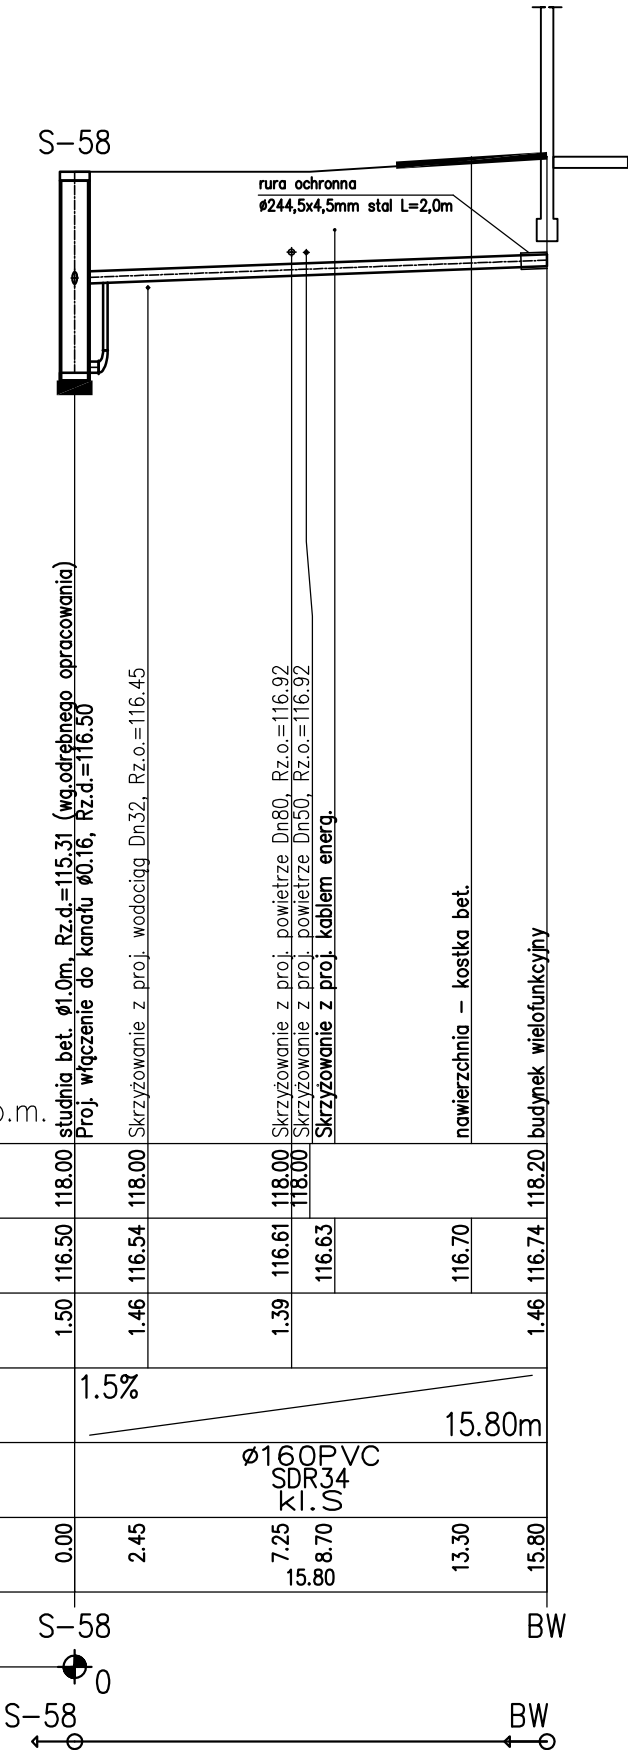 S-58
rura ochronna
ø244,5x4,5mm stal L=2,0m
studnia bet. ø1.0m, Rz.d.=115.31 (wg.odrębnego opracowania)
Proj. włączenie do kanału ø0.16, Rz.d.=116.50
Skrzyżowanie z proj. wodociąg Dn32, Rz.o.=116.45
Skrzyżowanie z proj. powietrze Dn80, Rz.o.=116.92
Skrzyżowanie z proj. powietrze Dn50, Rz.o.=116.92
Skrzyżowanie z proj. kablem energ.
nawierzchnia – kostka bet.
budynek wielofunkcyjny
p.m.
118.00 118.00 118.00 118.00 118.20
116.50 116.54 116.61 116.63 116.70 116.74
1.50 1.46 1.39 1.46
1.5%
15.80m
ø160PVC
SDR34
kl.S
0.00 2.45 7.25 8.70 13.30 15.80
15.80
S-58 BW
0
S-58 BW